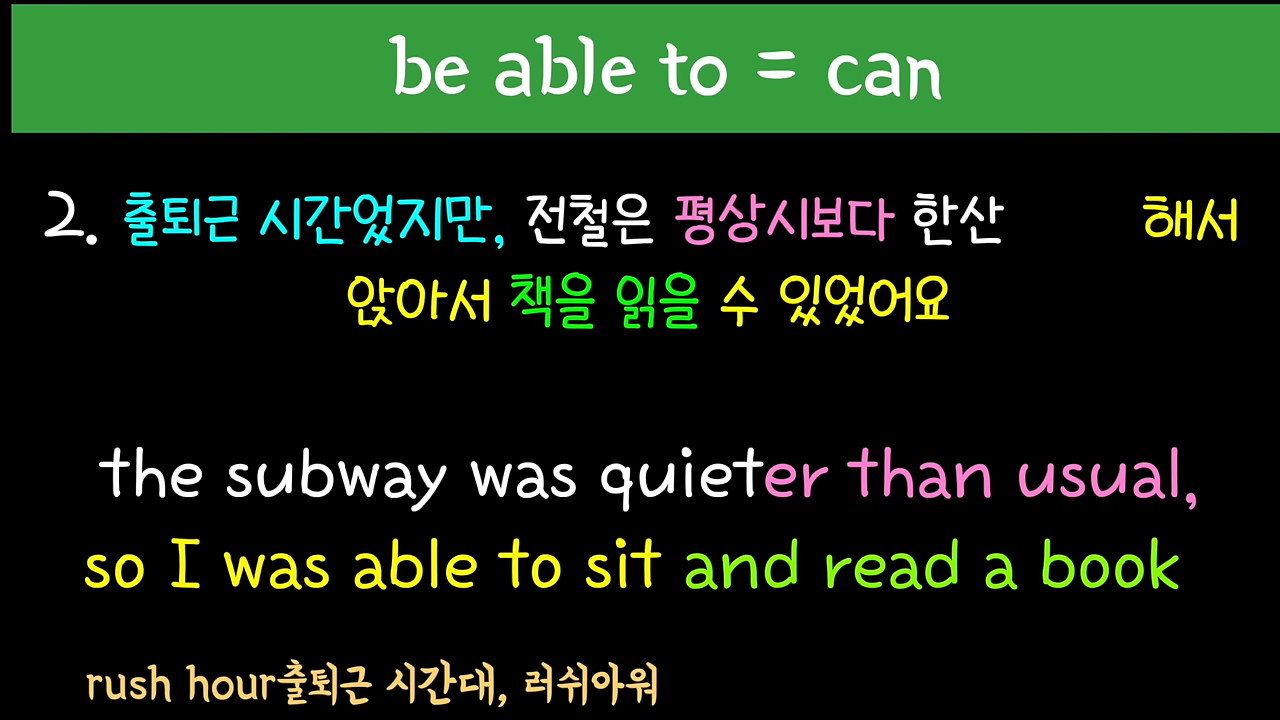 be able to = can
2. 출퇴근 시간었지만, 전철은 평상시보다 한산 해서
앉아서 책을 읽을 수 있었어요
the subway was quieter than usual,
so I was able to sit and read a book
rush hour출퇴근 시간대, 러쉬아워